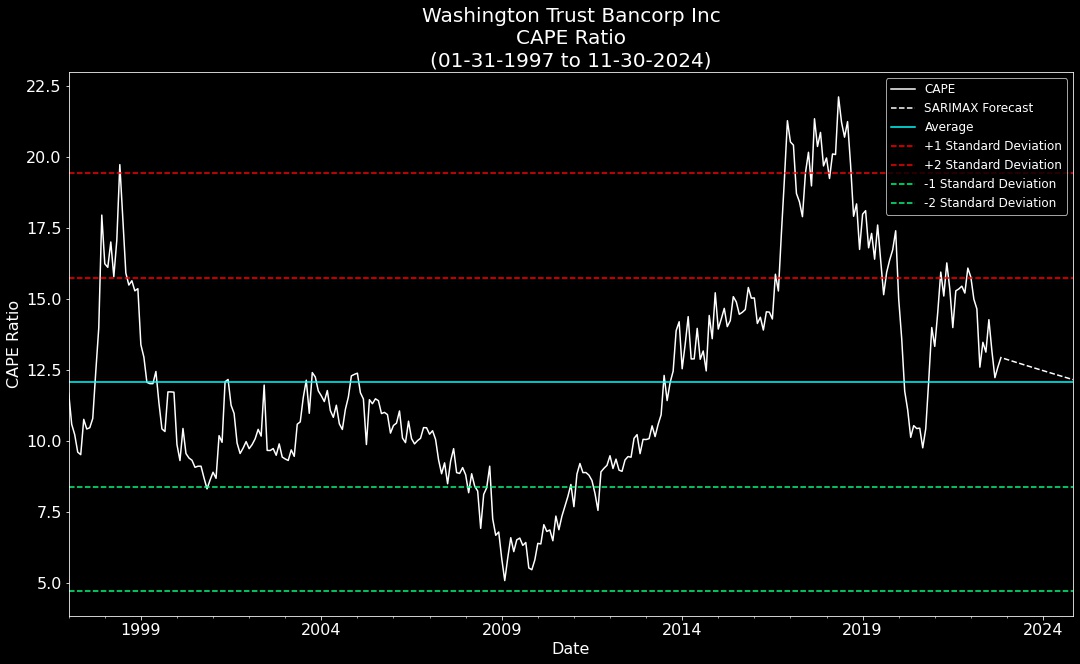 Washington Trust Bancorp Inc
CAPE Ratio
(01-31-1997 to 11-30-2024)
CAPE
SARIMAX Forecast
Average
+1 Standard Deviation
+2 Standard Deviation
-1 Standard Deviation
-2 Standard Deviation
22.5
20.0
17.5
15.0
12.5
10.0
7.5
5.0
CAPE Ratio
1999
2004
2009
2014
2019
2024
Date